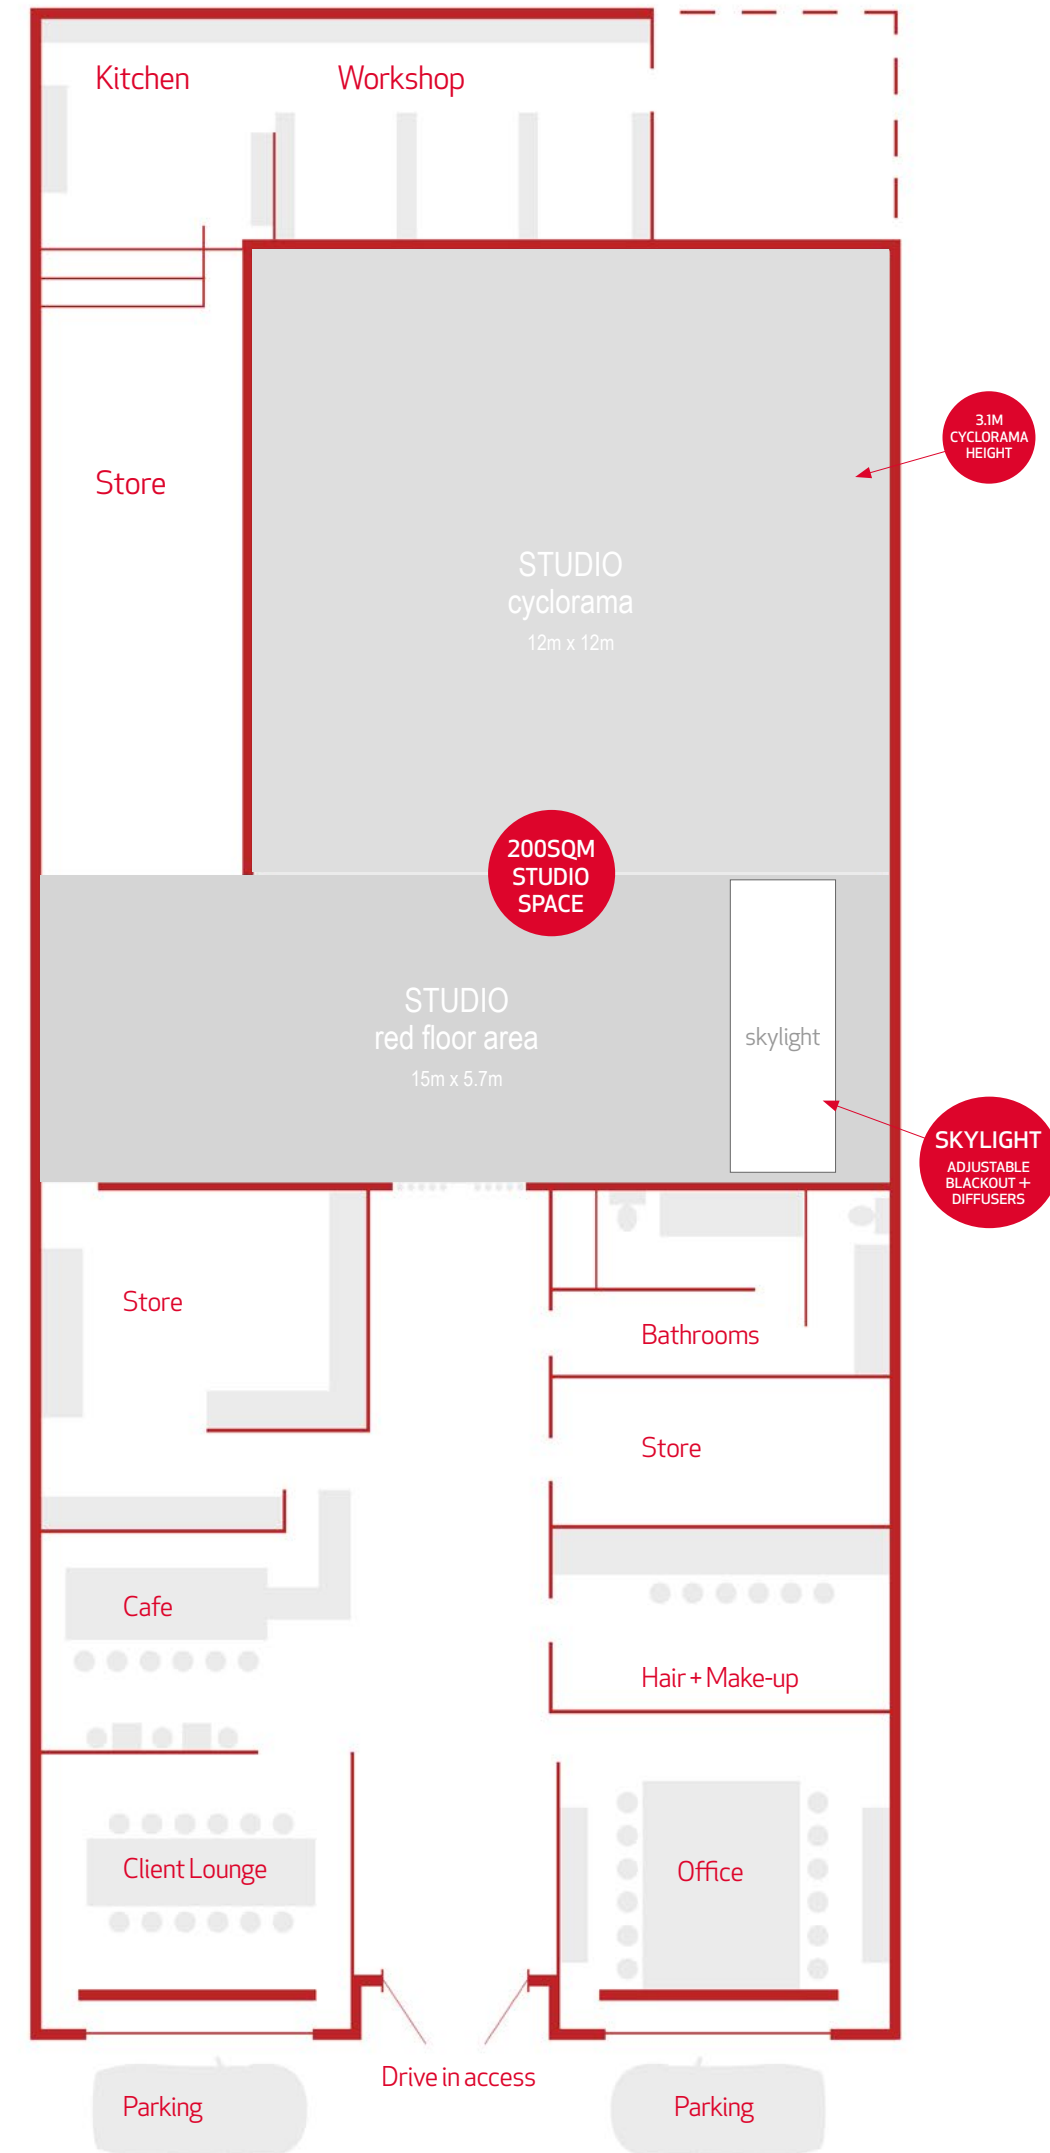 Kitchen
Workshop
3.1M
CYCLORAMA
HEIGHT
Store
STUDIO
cyclorama
12m x 12m
200SQM
STUDIO
SPACE
STUDIO
red floor area
15m x 5.7m
skylight
SKYLIGHT
ADJUSTABLE
BLACKOUT +
DIFFUSERS
Store
Bathrooms
Store
Cafe
Hair + Make-up
Client Lounge
Office
Drive in access
Parking
Parking